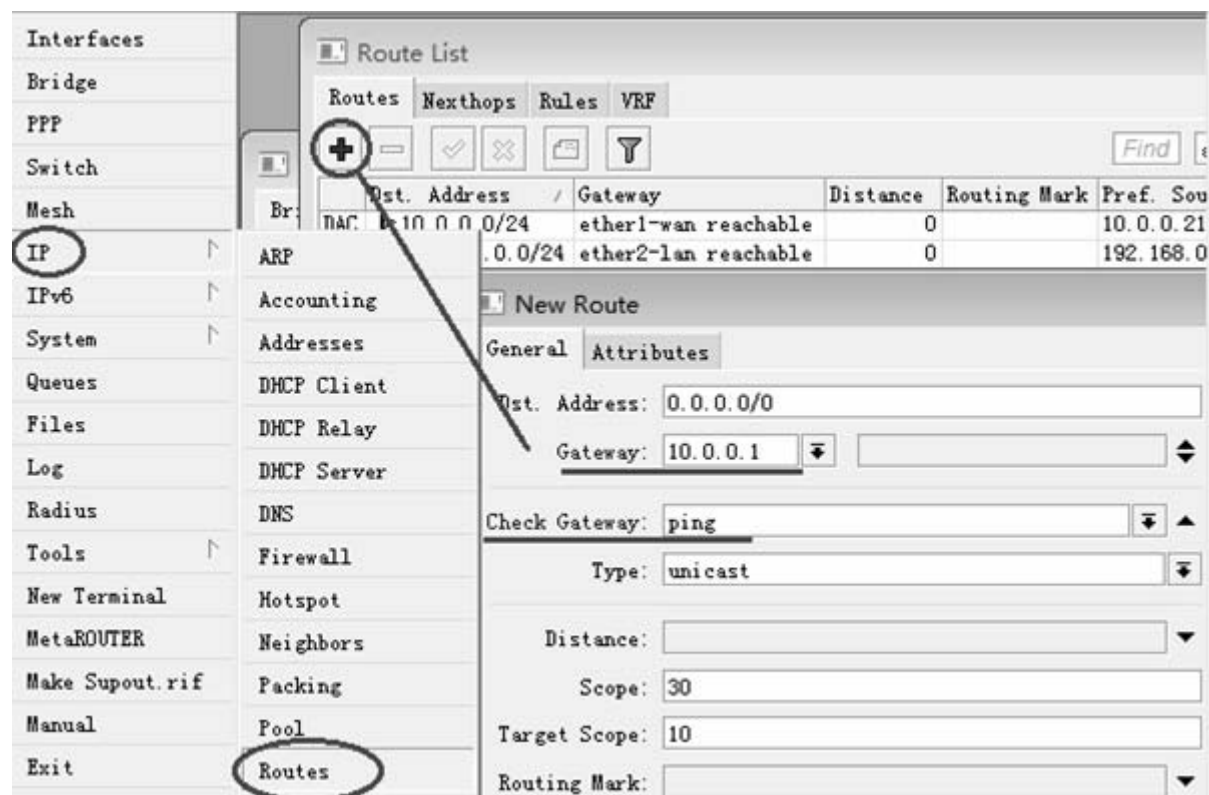 Interfaces
Bridge
PPP
Switch
Mesh
IP
IPv6
System
Queues
Files
Log
Radius
Tools
New Terminal
MetaROUTER
Make Supout.rif
Manual
Exit
ARP
Accounting
Addresses
DHCP Client
DHCP Relay
DHCP Server
DNS
Firewall
Hotspot
Neighbors
Packing
Pool
Routes
Route List
Routes Nexthops Rules VRF
Find
Dst. Address / Gateway Distance Routing Mark Pref. Sou
DAC 10.0.0.0/24 ether1-wan reachable 0 10.0.0.21
.0.0/24 ether2-lan reachable 0 192.168.0
New Route
General Attributes
Dst. Address: 0.0.0.0/0
Gateway: 10.0.0.1
Check Gateway: ping
Type: unicast
Distance:
Scope: 30
Target Scope: 10
Routing Mark: